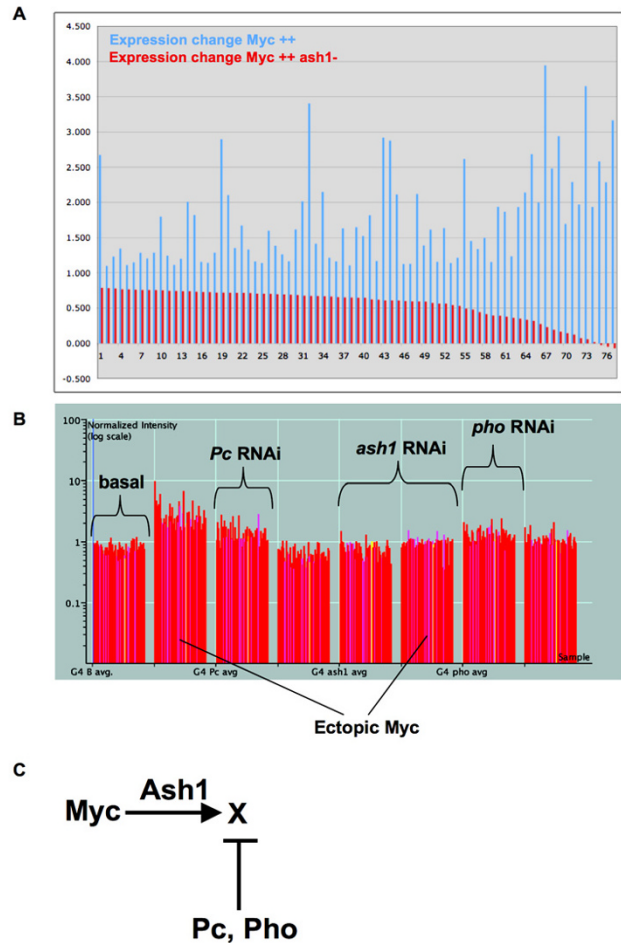 A
4.500
4.000
3.500
3.000
2.500
2.000
1.500
1.000
0.500
0.000
-0.500
Expression change Myc ++
Expression change Myc ++ ash1-
1 4 7 10 13 16 19 22 25 28 31 34 37 40 43 46 49 52 55 58 61 64 67 70 73 76
B
100
10
1
0.1
Normalized Intensity
(log scale)
basal
Pc RNAi
ash1 RNAi
pho RNAi
Sample
G4 B avg. G4 Pc avg G4 ash1 avg G4 pho avg
Ectopic Myc
C
Ash1
Myc X
Pc, Pho